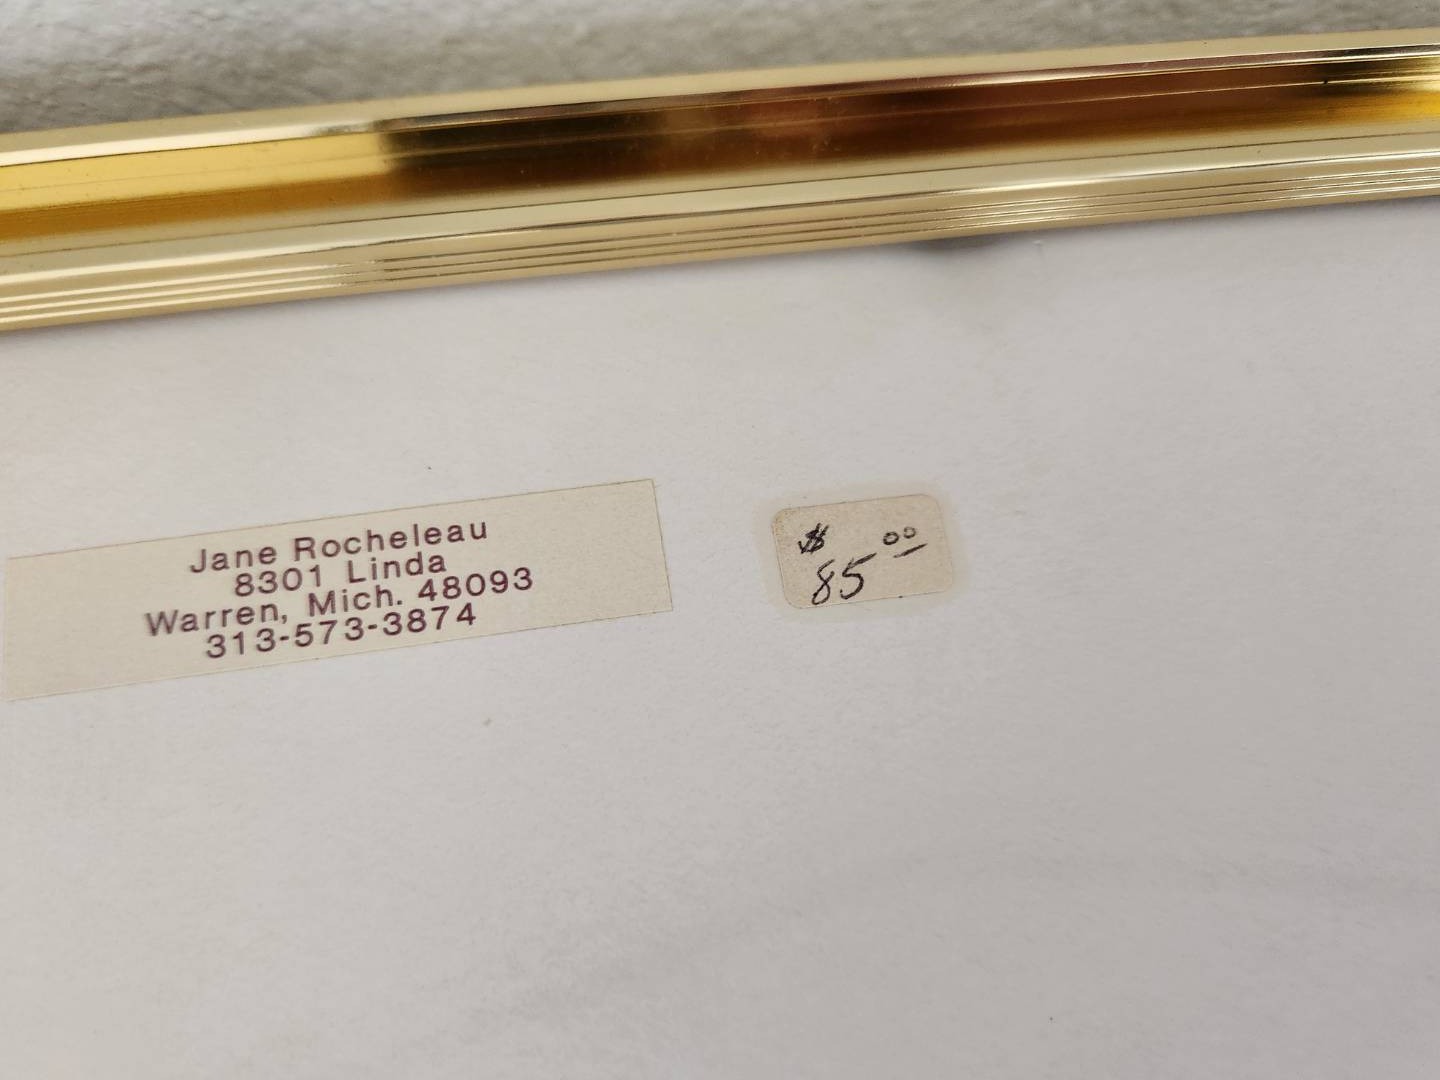 Jane Rocheleau
8301 Linda
Warren, Mich. 48093
313-573-3874
$ 85 00